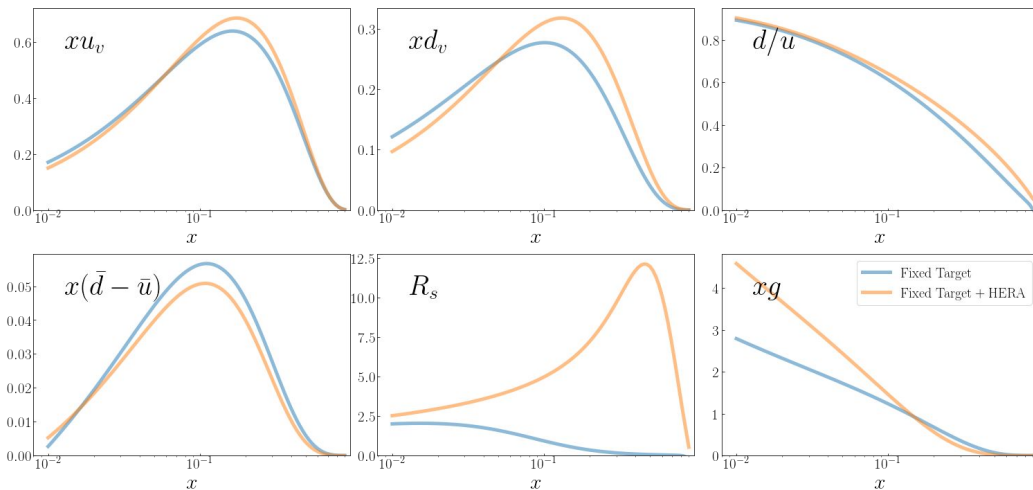 xu_v
0.6
0.4
0.2
0.0
10⁻² 10⁻¹
x
xd_v
0.3
0.2
0.1
0.0
10⁻² 10⁻¹
x
d/u
0.8
0.6
0.4
0.2
0.0
10⁻² 10⁻¹
x
x(d̄ − ū)
0.05
0.04
0.03
0.02
0.01
0.00
10⁻² 10⁻¹
x
R_s
12.5
10.0
7.5
5.0
2.5
0.0
10⁻² 10⁻¹
x
xg
Fixed Target
Fixed Target + HERA
4
3
2
1
0
10⁻² 10⁻¹
x